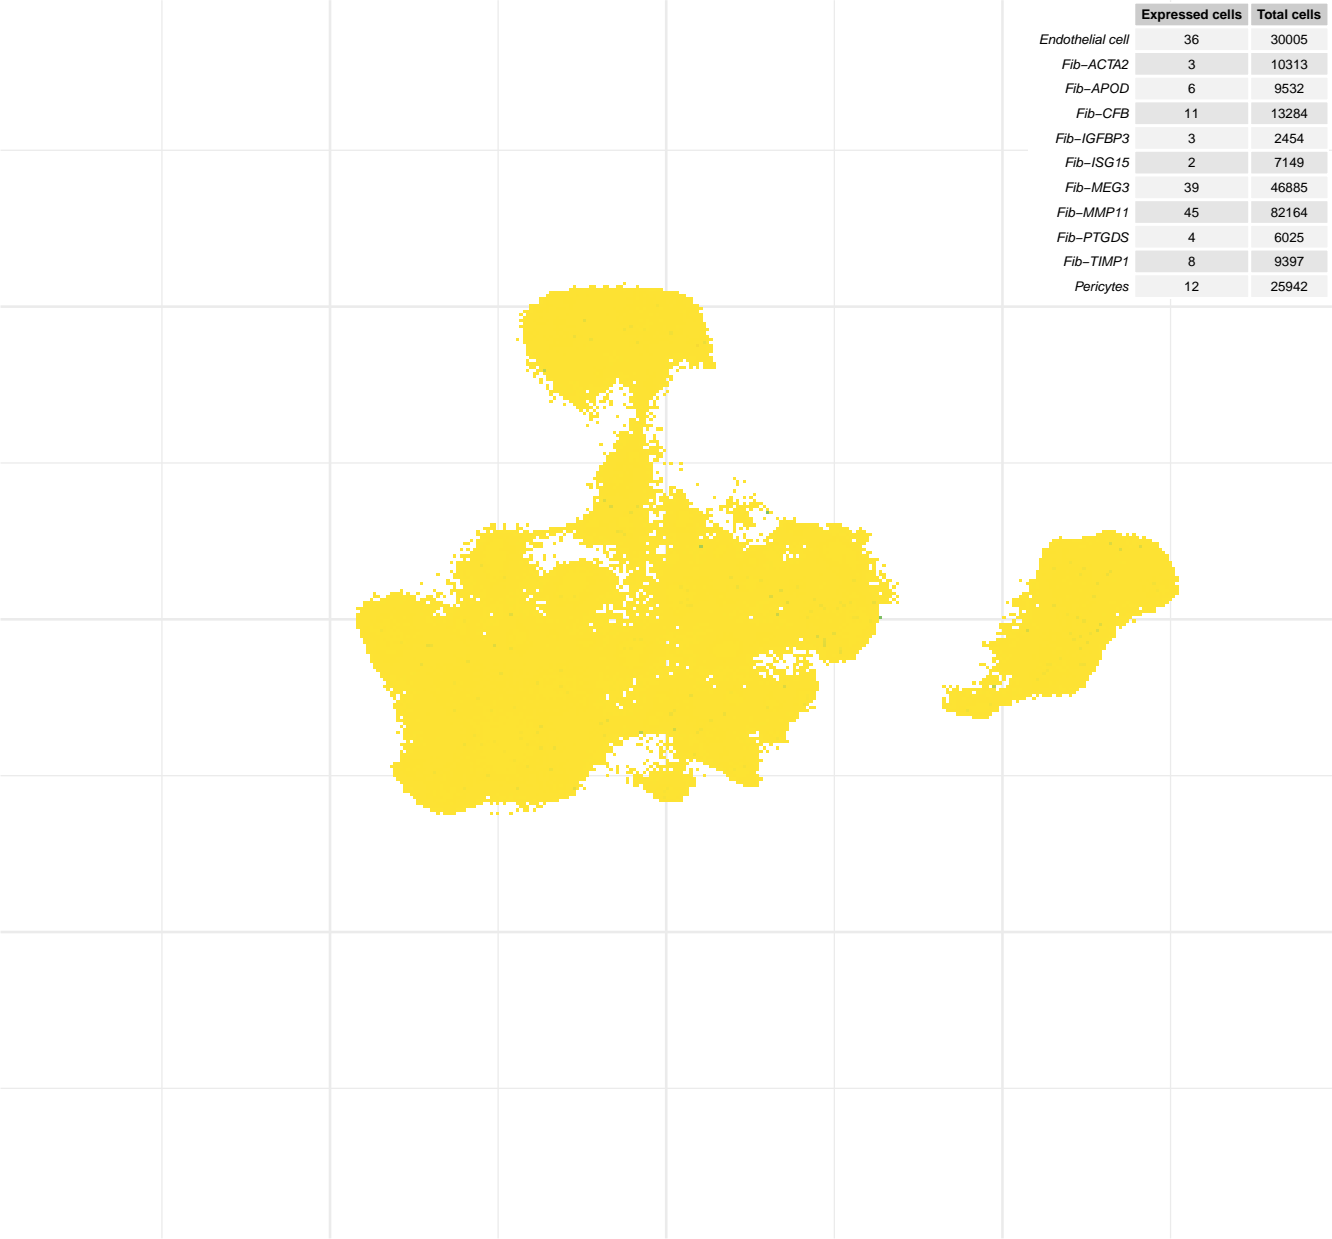 Expressed cells Total cells
Endothelial cell 36 30005
Fib−ACTA2 3 10313
Fib−APOD 6 9532
Fib−CFB 11 13284
Fib−IGFBP3 3 2454
Fib−ISG15 2 7149
Fib−MEG3 39 46885
Fib−MMP11 45 82164
Fib−PTGDS 4 6025
Fib−TIMP1 8 9397
Pericytes 12 25942